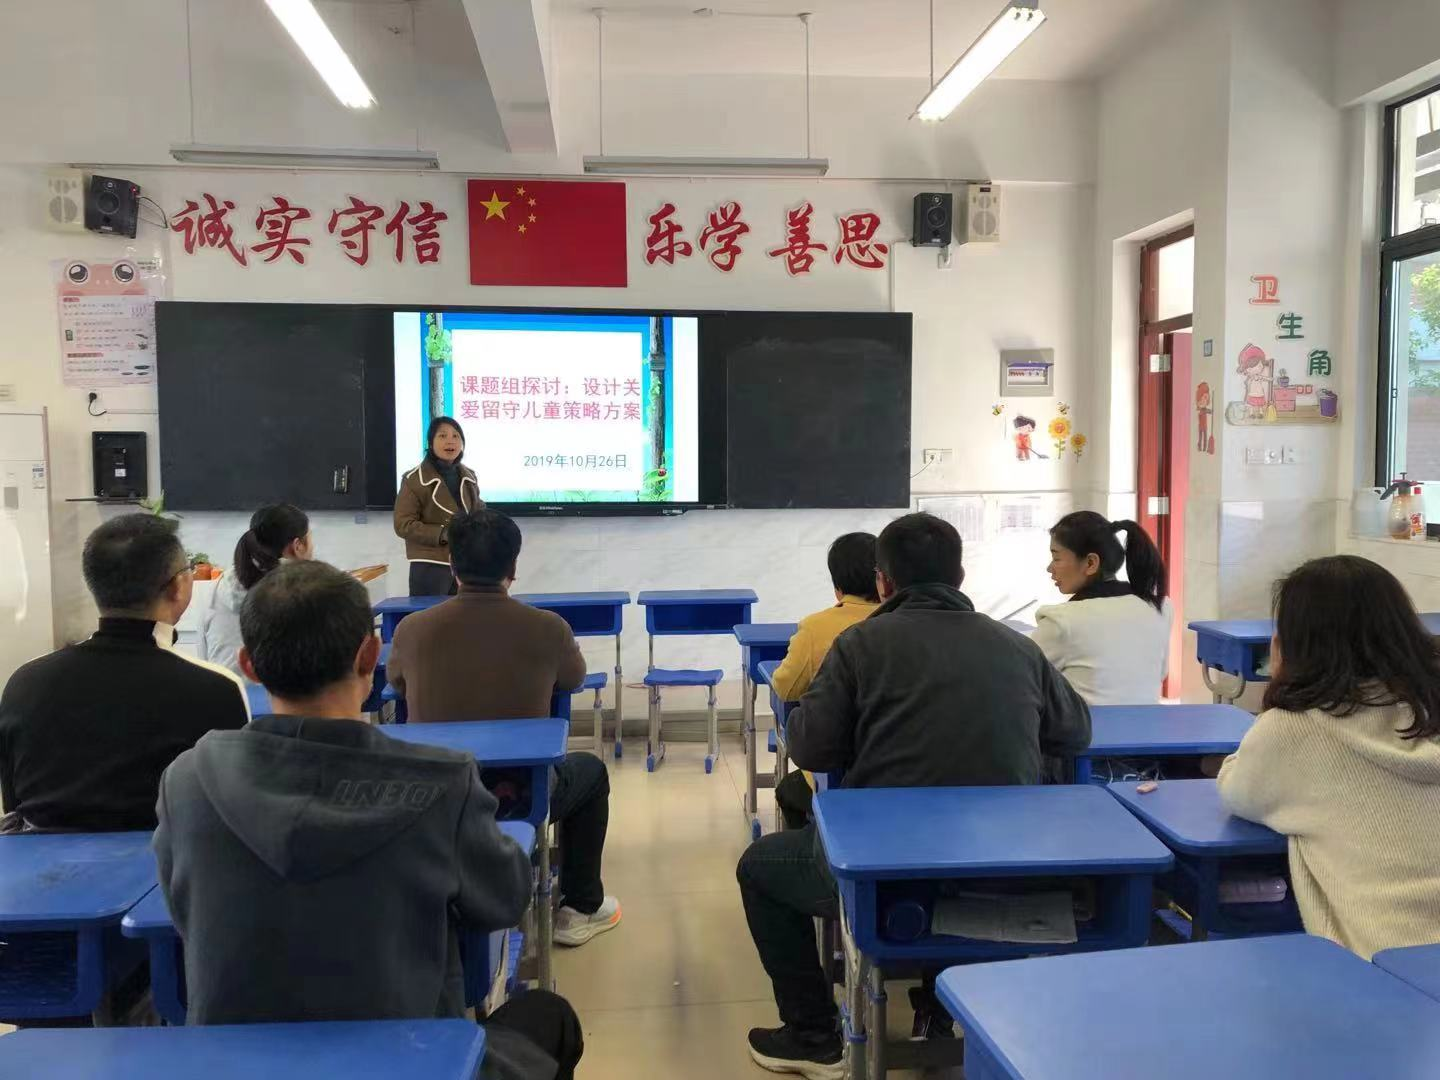 诚实守信
乐学善思
课题组探讨：设计关
爱留守儿童策略方案
2019年10月26日
卫
生
角